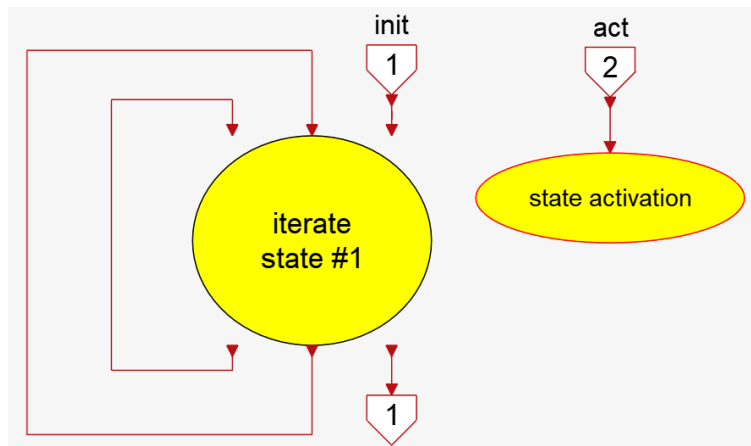 init
1
act
2
iterate
state #1
state activation
1